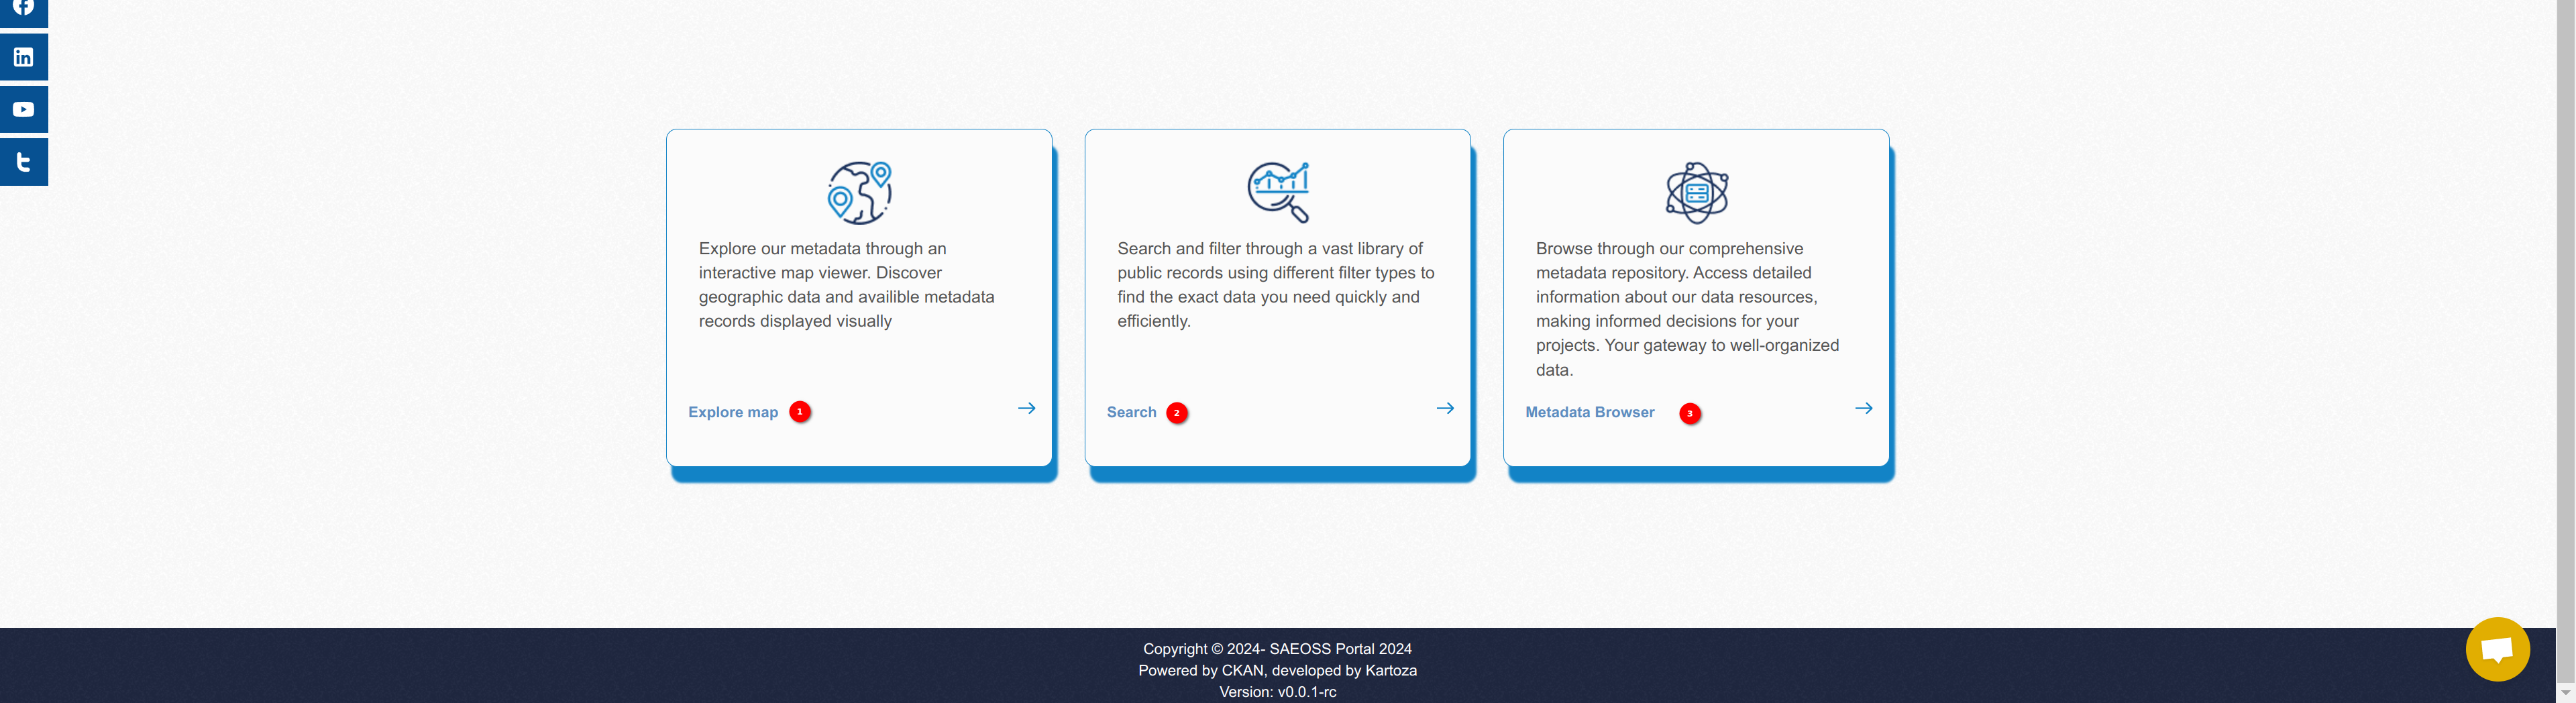 Explore our metadata through an
interactive map viewer. Discover
geographic data and availible metadata
records displayed visually
Explore map 1
Search and filter through a vast library of
public records using different filter types to
find the exact data you need quickly and
efficiently.
Search 2
Browse through our comprehensive
metadata repository. Access detailed
information about our data resources,
making informed decisions for your
projects. Your gateway to well-organized
data.
Metadata Browser 3
Copyright © 2024- SAEOSS Portal 2024
Powered by CKAN, developed by Kartoza
Version: v0.0.1-rc